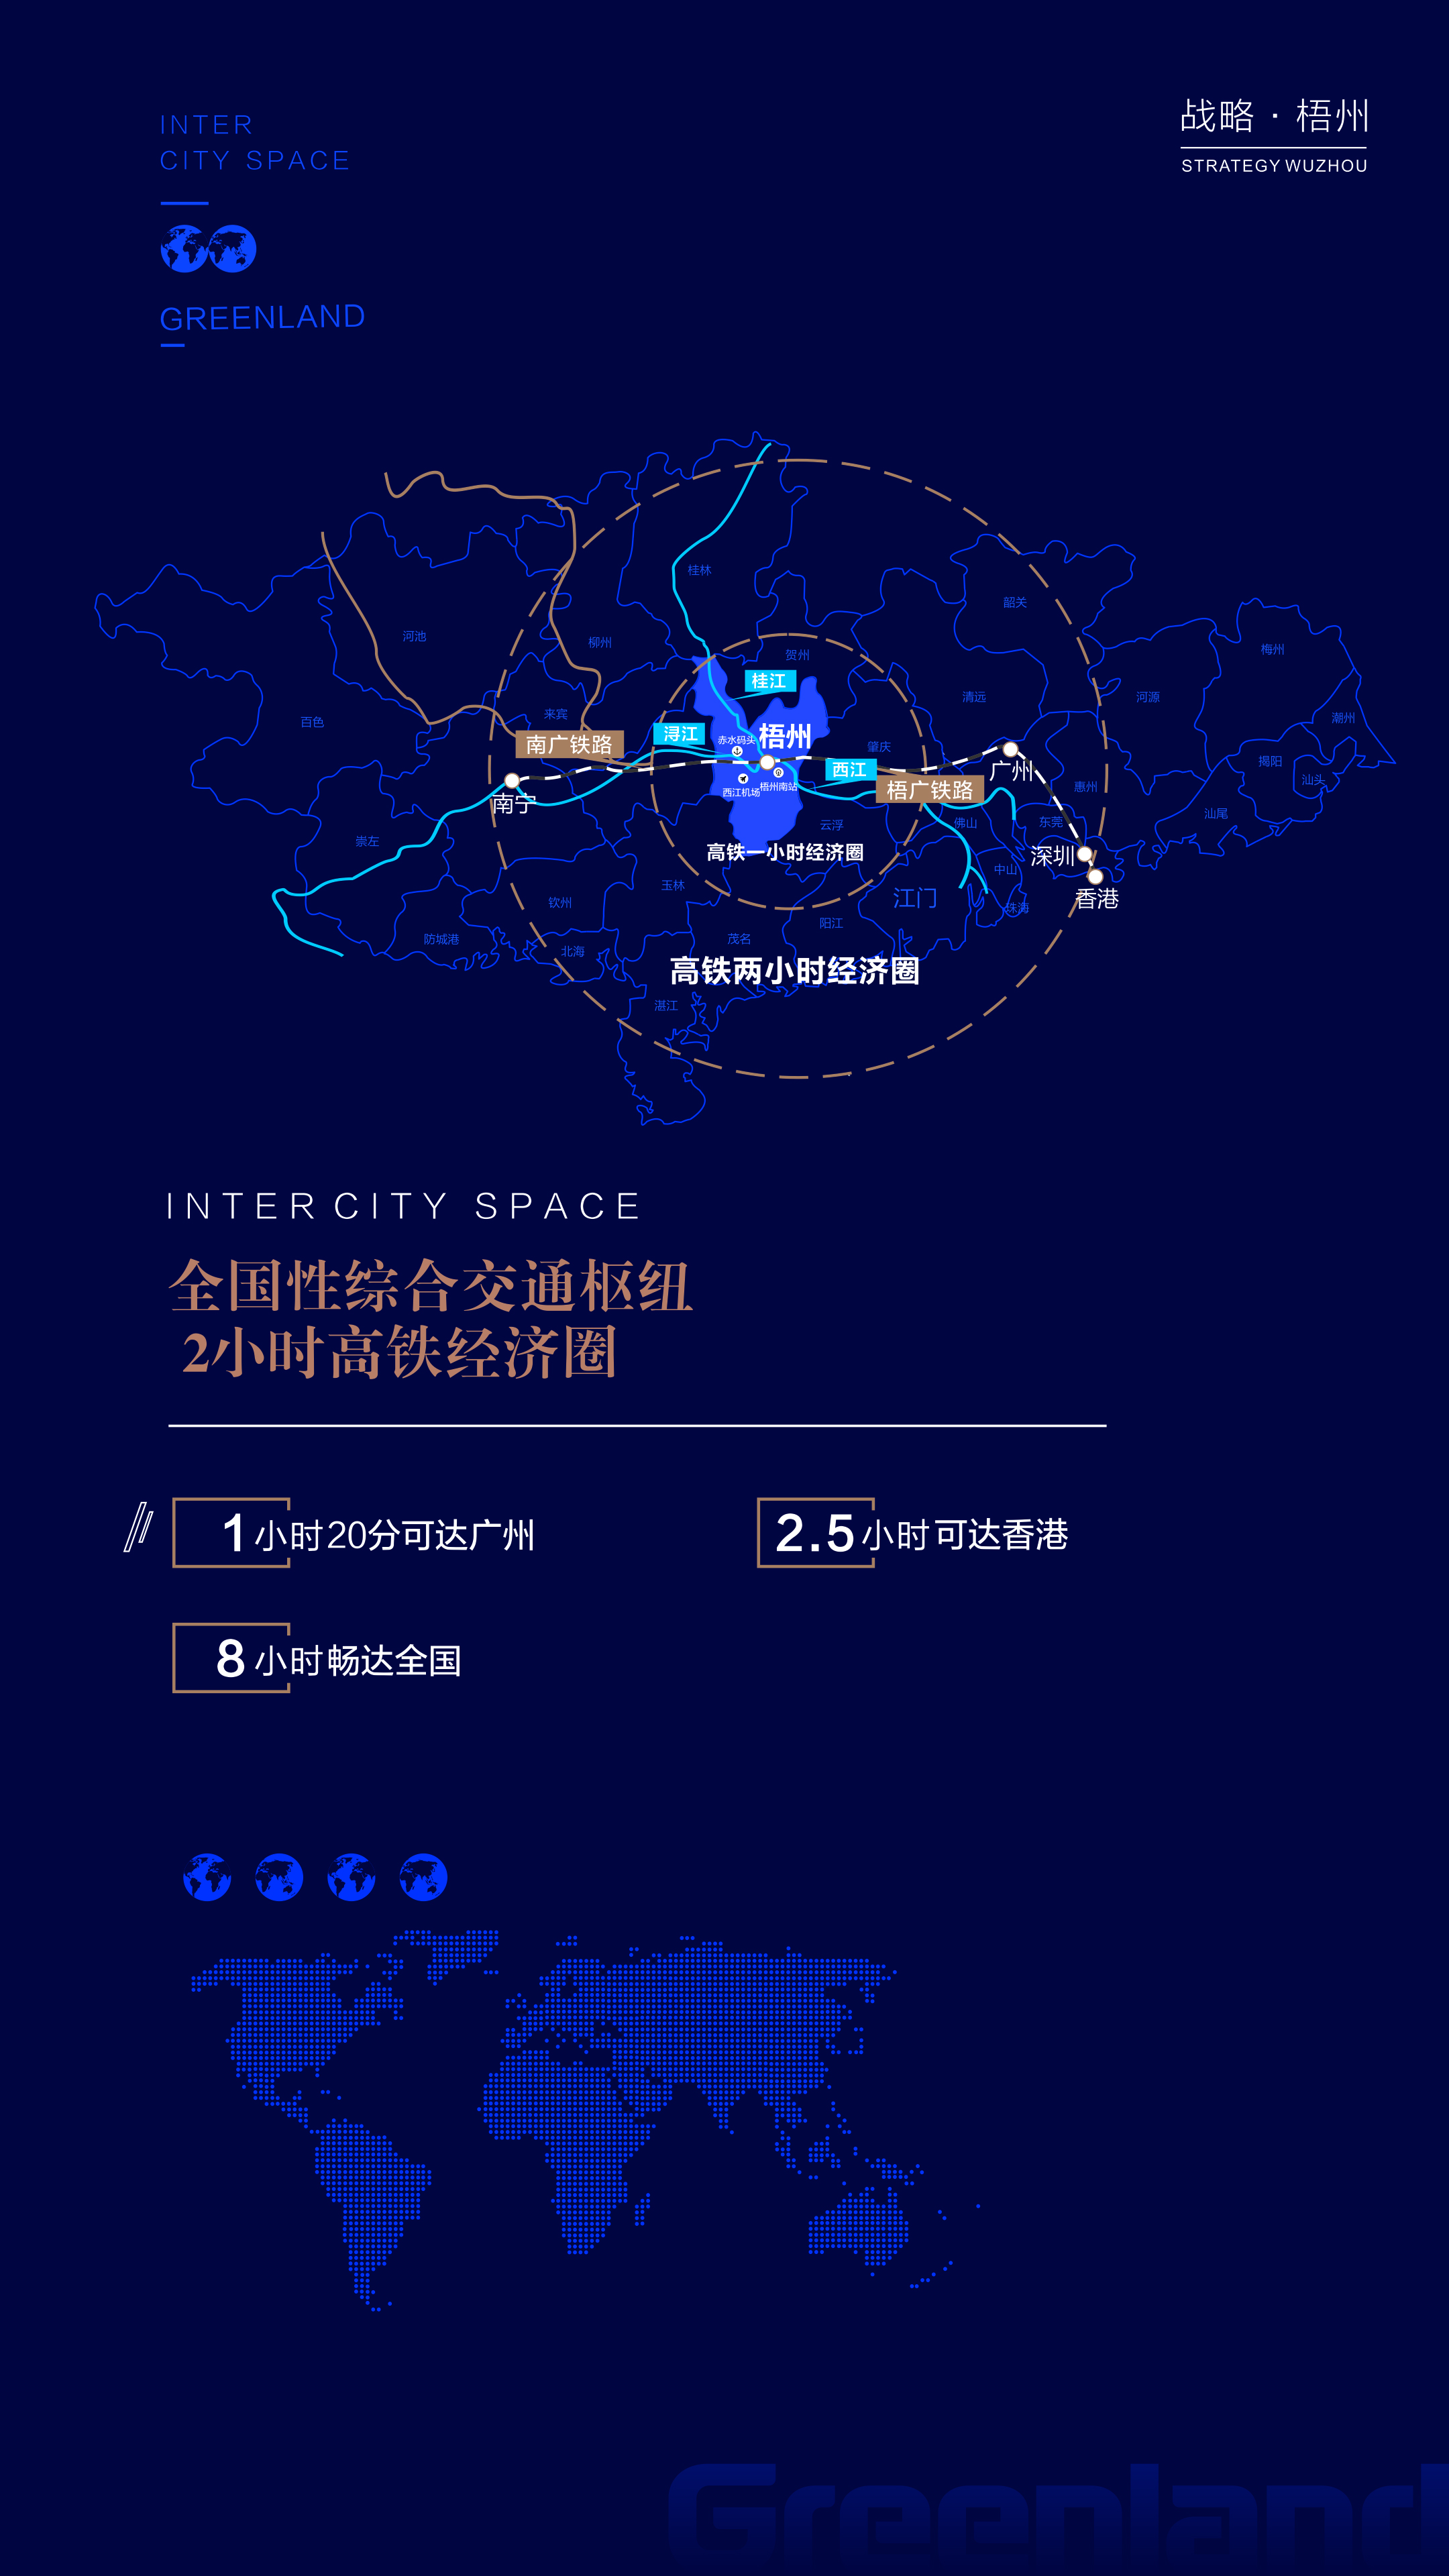 INTER
CITY SPACE
GREENLAND
战略·梧州
STRATEGY WUZHOU
桂林
韶关
河池
柳州
贺州
梅州
桂江
清远
河源
百色
来宾
潮州
浔江
赤水码头
梧州
南广铁路
肇庆
广州
揭阳
西江
汕头
南宁
西江机场
梧州南站
梧广铁路
惠州
汕尾
云浮
佛山
东莞
崇左
高铁一小时经济圈
深圳
中山
玉林
江门
香港
钦州
珠海
阳江
防城港
茂名
北海
高铁两小时经济圈
湛江
INTER CITY SPACE
全国性综合交通枢纽
2小时高铁经济圈
1小时20分可达广州
2.5小时可达香港
8小时畅达全国
Greenland